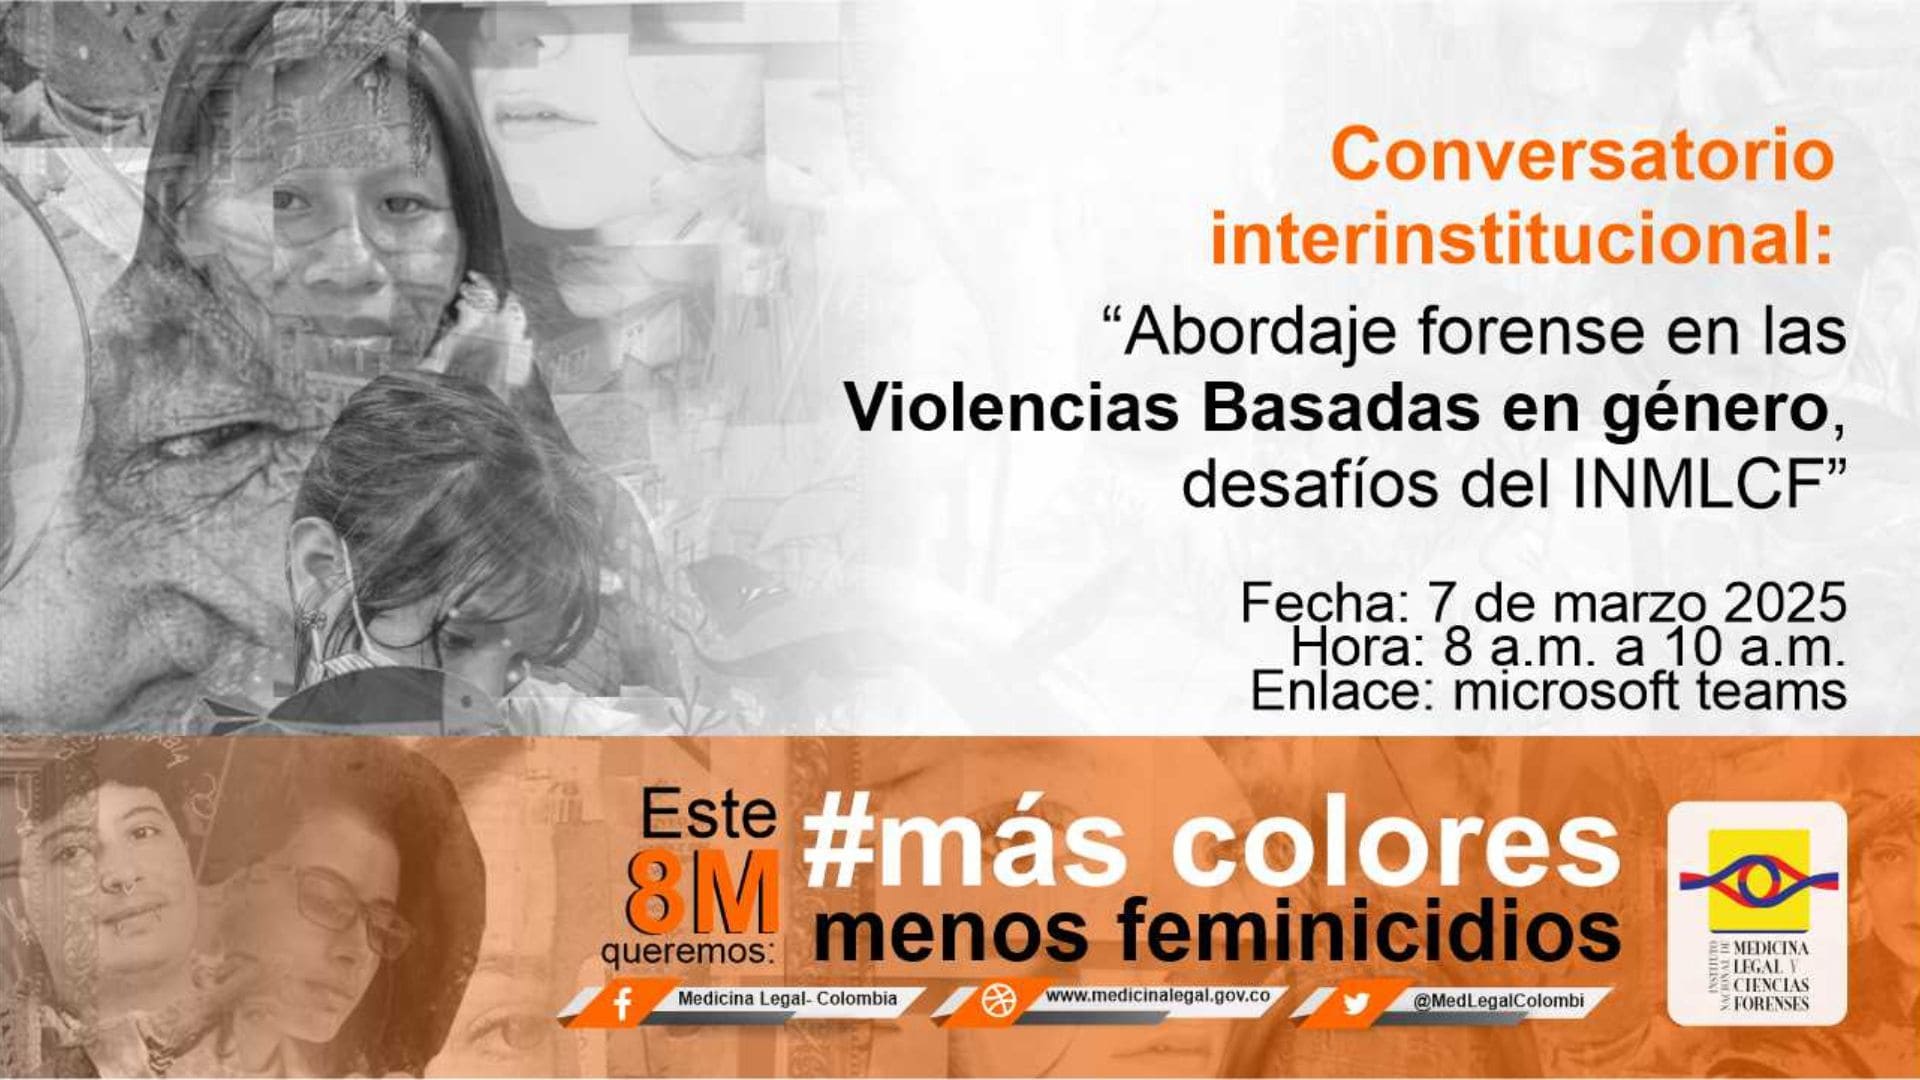 Conversatorio
interinstitucional:
“Abordaje forense en las
Violencias Basadas en género,
desafíos del INMLCF”
Fecha: 7 de marzo 2025
Hora: 8 a.m. a 10 a.m.
Enlace: microsoft teams
Este
8M
queremos:
#más colores
menos feminicidios
Medicina Legal- Colombia
www.medicinalegal.gov.co
@MedLegalColombi
INSTITUTO
NACIONAL DE
MEDICINA
LEGAL Y
CIENCIAS
FORENSES